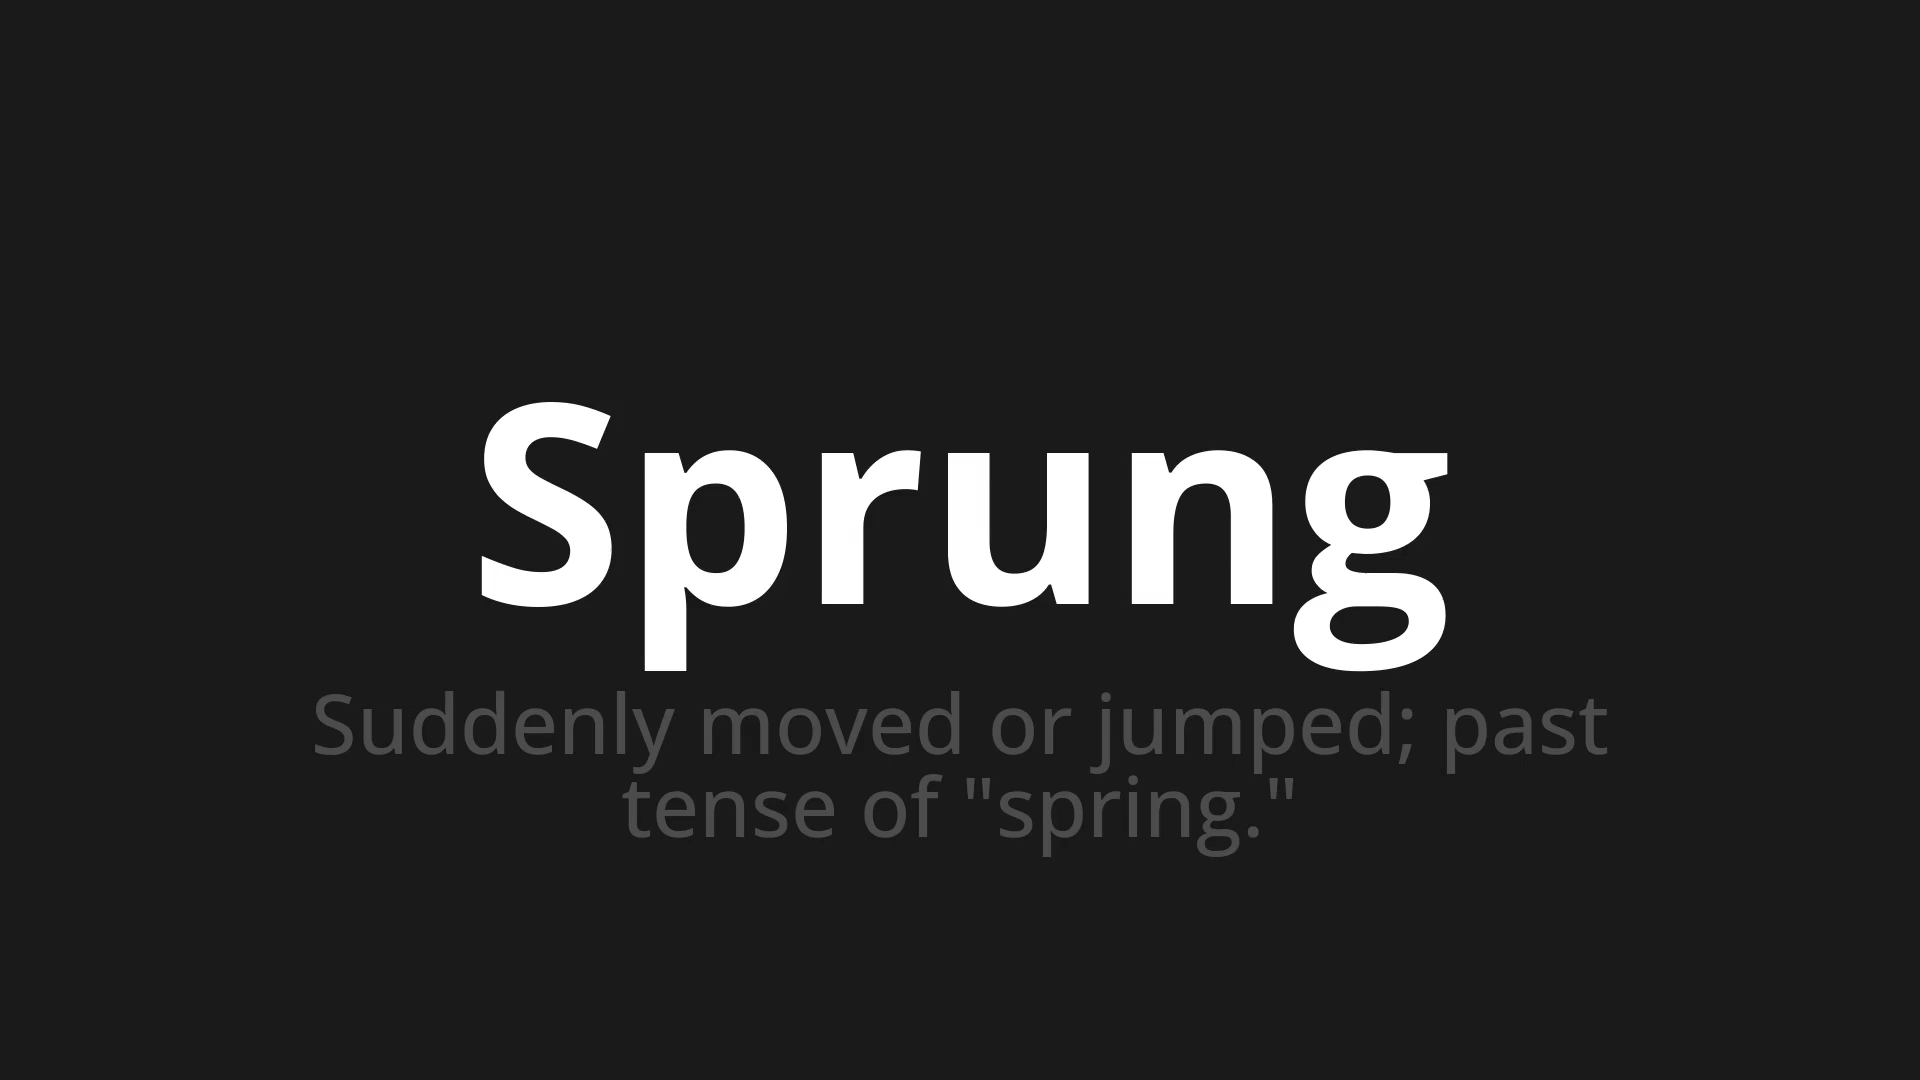 Sprung
Suddenly moved or jumped; past
tense of "spring."